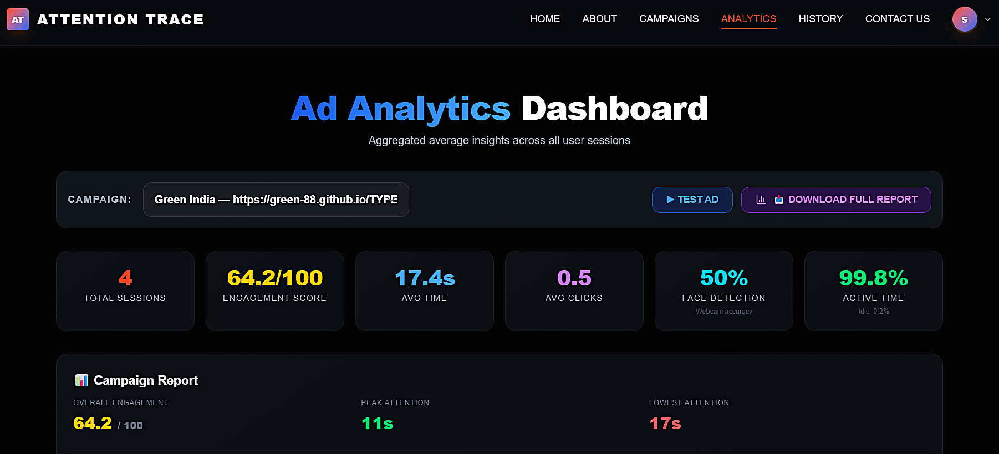 AT ATTENTION TRACE HOME ABOUT CAMPAIGNS ANALYTICS HISTORY CONTACT US S
Ad Analytics Dashboard
Aggregated average insights across all user sessions
CAMPAIGN: Green India — https://green-88.github.io/TYPE ▶ TEST AD DOWNLOAD FULL REPORT
4 64.2/100 17.4s 0.5 50% 99.8%
TOTAL SESSIONS ENGAGEMENT SCORE AVG TIME AVG CLICKS FACE DETECTION ACTIVE TIME
Webcam accuracy Idle: 0.2%
Campaign Report
OVERALL ENGAGEMENT PEAK ATTENTION LOWEST ATTENTION
64.2 / 100 11s 17s